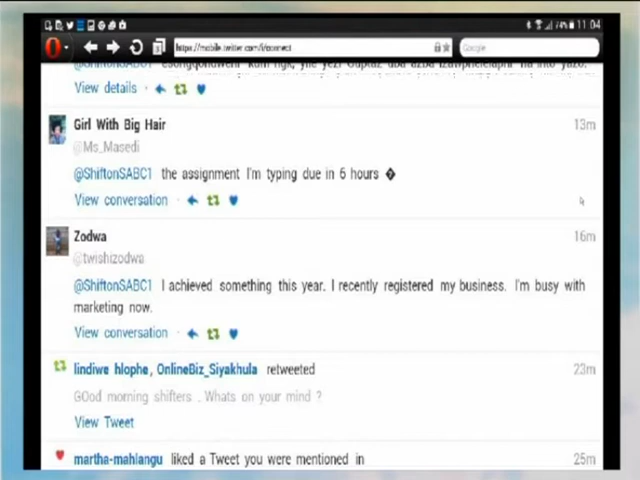 11:04
https://mobile.twitter.com/i/connect
Google
@ShiftonSABC1
View details
Girl With Big Hair 13m
@Ms_Masedi
@ShiftonSABC1 the assignment I'm typing due in 6 hours �
View conversation
Zodwa 16m
@twishizodwa
@ShiftonSABC1 I achieved something this year. I recently registered my business. I'm busy with
marketing now.
View conversation
lindiwe hlophe, OnlineBiz_Siyakhula retweeted 23m
GOod morning shifters . Whats on your mind ?
View Tweet
martha-mahlangu liked a Tweet you were mentioned in 25m